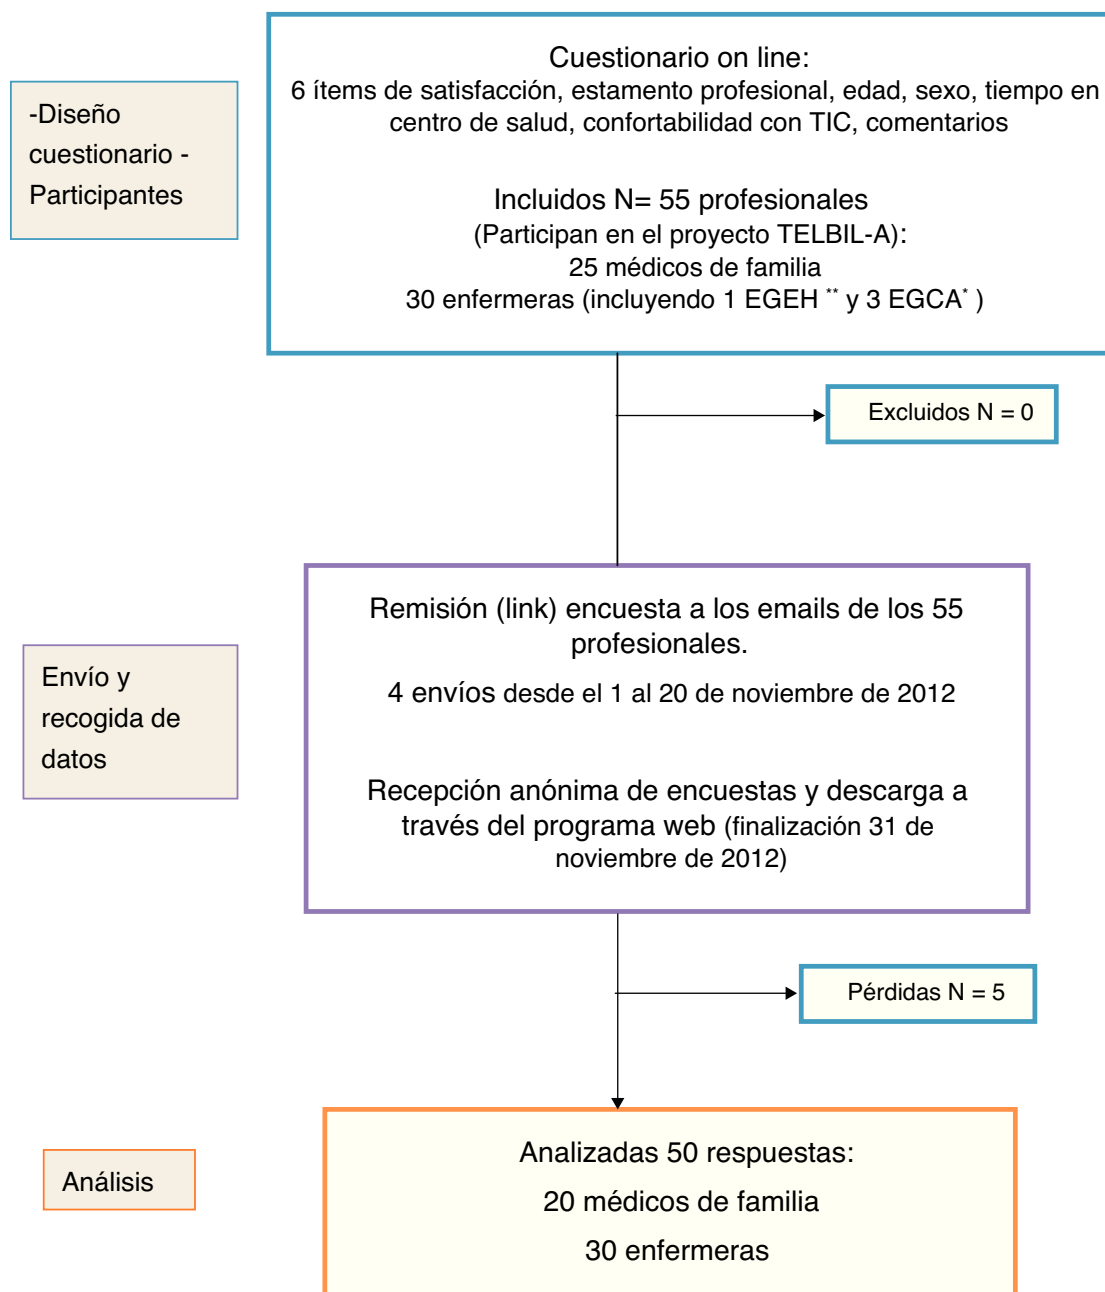 -Diseño
cuestionario -
Participantes
Cuestionario on line:
6 ítems de satisfacción, estamento profesional, edad, sexo, tiempo en
centro de salud, confortabilidad con TIC, comentarios
Incluidos N= 55 profesionales
(Participan en el proyecto TELBIL-A):
25 médicos de familia
30 enfermeras (incluyendo 1 EGEH ** y 3 EGCA* )
Excluidos N = 0
Envío y
recogida de
datos
Remisión (link) encuesta a los emails de los 55
profesionales.
4 envíos desde el 1 al 20 de noviembre de 2012
Recepción anónima de encuestas y descarga a
través del programa web (finalización 31 de
noviembre de 2012)
Pérdidas N = 5
Análisis
Analizadas 50 respuestas:
20 médicos de familia
30 enfermeras